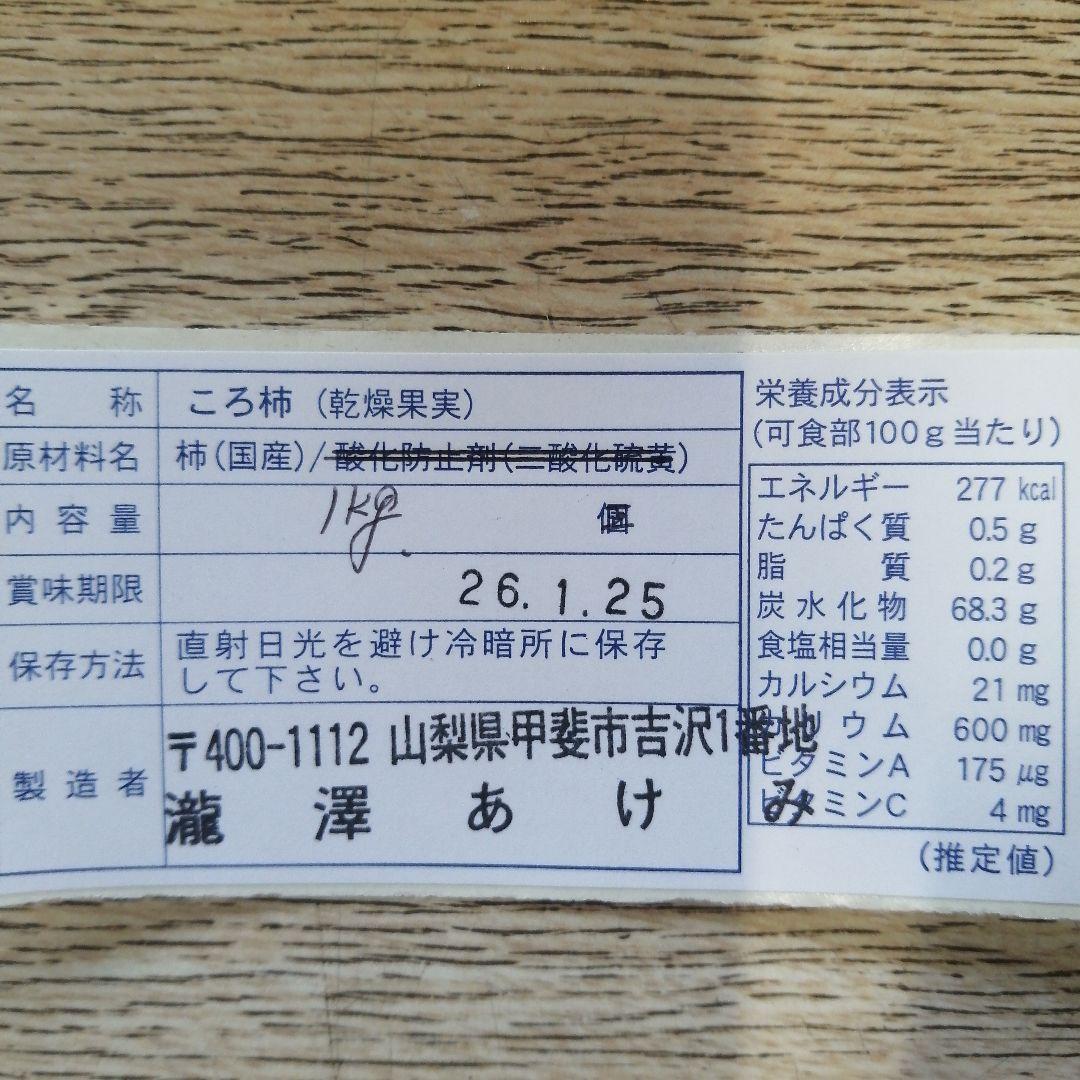 名称 ころ柿(乾燥果実)
原材料名 柿(国産)/酸化防止剤(二酸化硫黄)
内容量 1kg. 個
賞味期限 26.1.25
保存方法 直射日光を避け冷暗所に保存
して下さい。
製造者 〒400-1112 山梨県甲斐市吉沢1番地
瀧澤あけみ
栄養成分表示
(可食部100g当たり)
エネルギー 277 kcal
たんぱく質 0.5 g
脂質 0.2 g
炭水化物 68.3 g
食塩相当量 0.0 g
カルシウム 21 mg
カリウム 600 mg
ビタミンA 175 μg
ビタミンC 4 mg
(推定値)